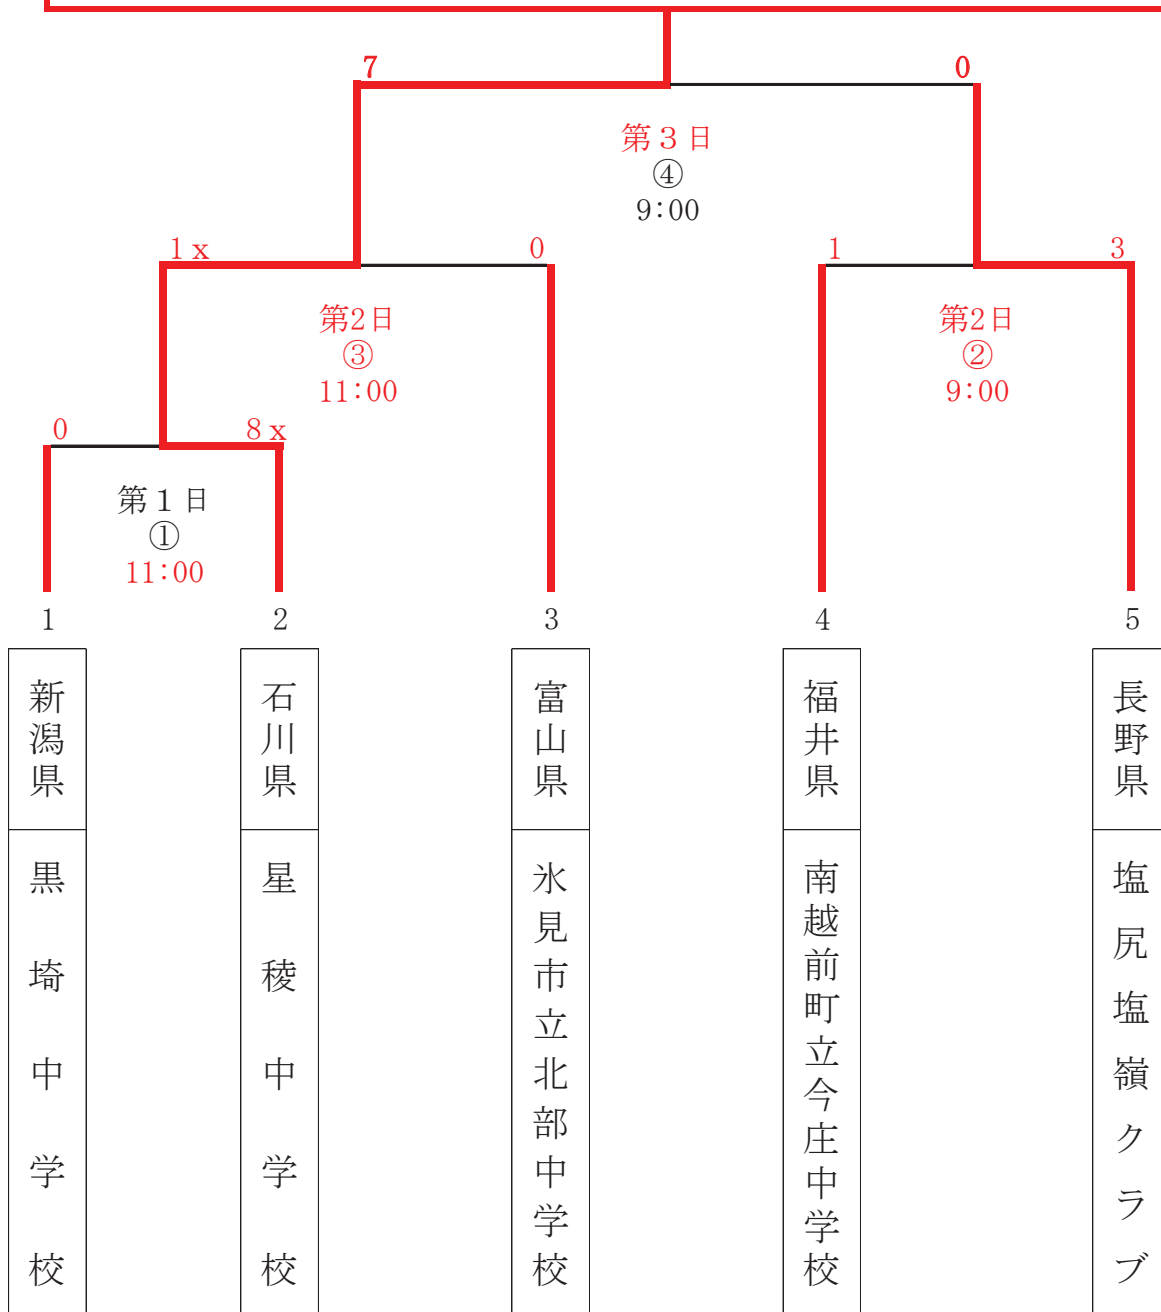 7
0
第３日
④
9:00
1x
0
1
3
第2日
③
11:00
第2日
②
9:00
0
8x
第１日
①
11:00
1
2
3
4
5
新潟県
石川県
富山県
福井県
長野県
黒埼中学校
星稜中学校
氷見市立北部中学校
南越前町立今庄中学校
塩尻塩嶺クラブ